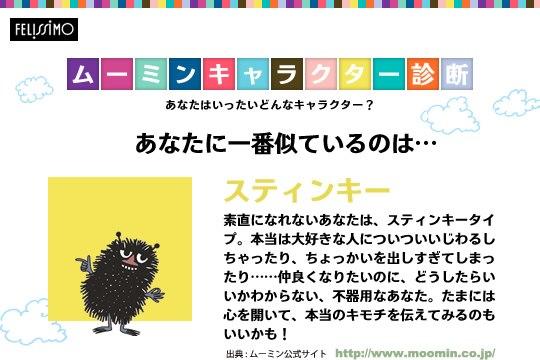 FELISSIMO
ムーミンキャラクター診断
あなたはいったいどんなキャラクター？
あなたに一番似ているのは…
スティンキー
素直になれないあなたは、スティンキータイ
プ。本当は大好きな人についついいじわるし
ちゃったり、ちょっかいを出しすぎてしまっ
たり……仲良くなりたいのに、どうしたらい
いかわからない、不器用なあなた。たまには
心を開いて、本当のキモチを伝えてみるのも
いいかも！
出典：ムーミン公式サイト http://www.moomin.co.jp/